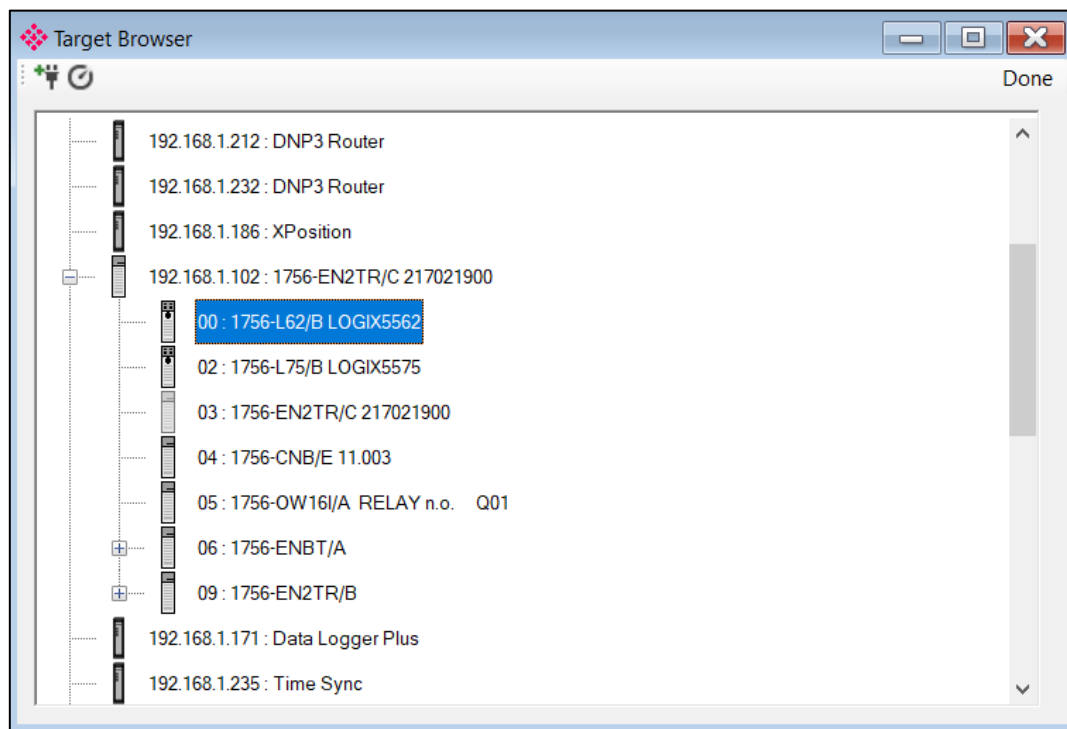 Target Browser
Done
192.168.1.212 : DNP3 Router
192.168.1.232 : DNP3 Router
192.168.1.186 : XPosition
192.168.1.102 : 1756-EN2TR/C 217021900
00 : 1756-L62/B LOGIX5562
02 : 1756-L75/B LOGIX5575
03 : 1756-EN2TR/C 217021900
04 : 1756-CNB/E 11.003
05 : 1756-OW16I/A RELAY n.o. Q01
06 : 1756-ENBT/A
09 : 1756-EN2TR/B
192.168.1.171 : Data Logger Plus
192.168.1.235 : Time Sync